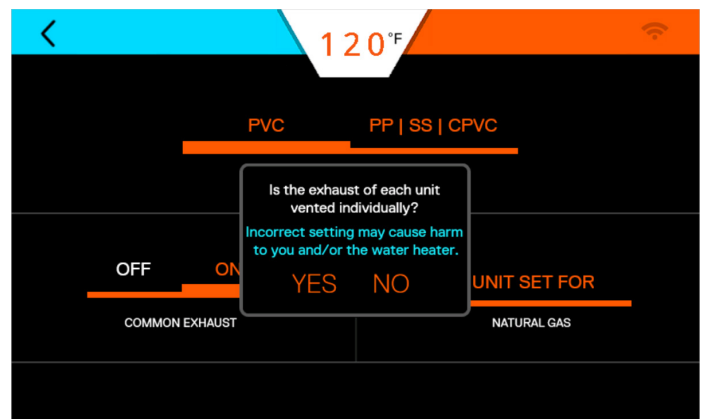 120°F
PVC PP | SS | CPVC
Is the exhaust of each unit
vented individually?
Incorrect setting may cause harm
to you and/or the water heater.
YES NO
OFF ON
UNIT SET FOR
COMMON EXHAUST
NATURAL GAS